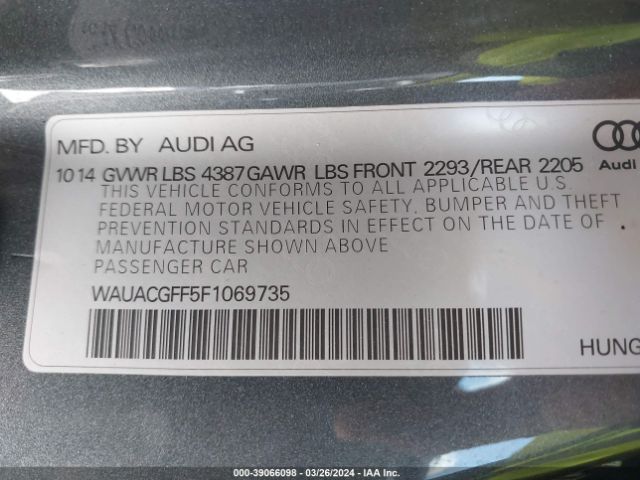 MFD. BY AUDI AG
Audi
1014 GVWR LBS 4387 GAWR LBS FRONT 2293/REAR 2205
THIS VEHICLE CONFORMS TO ALL APPLICABLE U.S.
FEDERAL MOTOR VEHICLE SAFETY, BUMPER AND THEFT
PREVENTION STANDARDS IN EFFECT ON THE DATE OF
MANUFACTURE SHOWN ABOVE
PASSENGER CAR
WAUACGFF5F1069735
HUNG
000-39066098 - 03/26/2024 - IAA Inc.